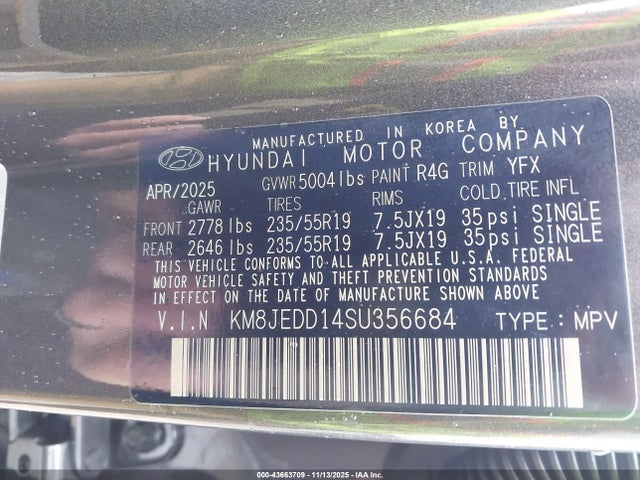 MANUFACTURED IN KOREA BY
HYUNDAI MOTOR COMPANY
APR/2025 GVWR 5004lbs PAINT R4G TRIM YFX
GAWR TIRES RIMS COLD TIRE INFL
FRONT 2778 lbs 235/55R19 7.5JX19 35psi SINGLE
REAR 2646 lbs 235/55R19 7.5JX19 35psi SINGLE
THIS VEHICLE CONFORMS TO ALL APPLICABLE U.S.A. FEDERAL
MOTOR VEHICLE SAFETY AND THEFT PREVENTION STANDARDS
IN EFFECT ON THE DATE OF MANUFACTURE SHOWN ABOVE
V.I.N KM8JEDD14SU356684 TYPE : MPV
000-43663709 - 11/13/2025 - IAA Inc.